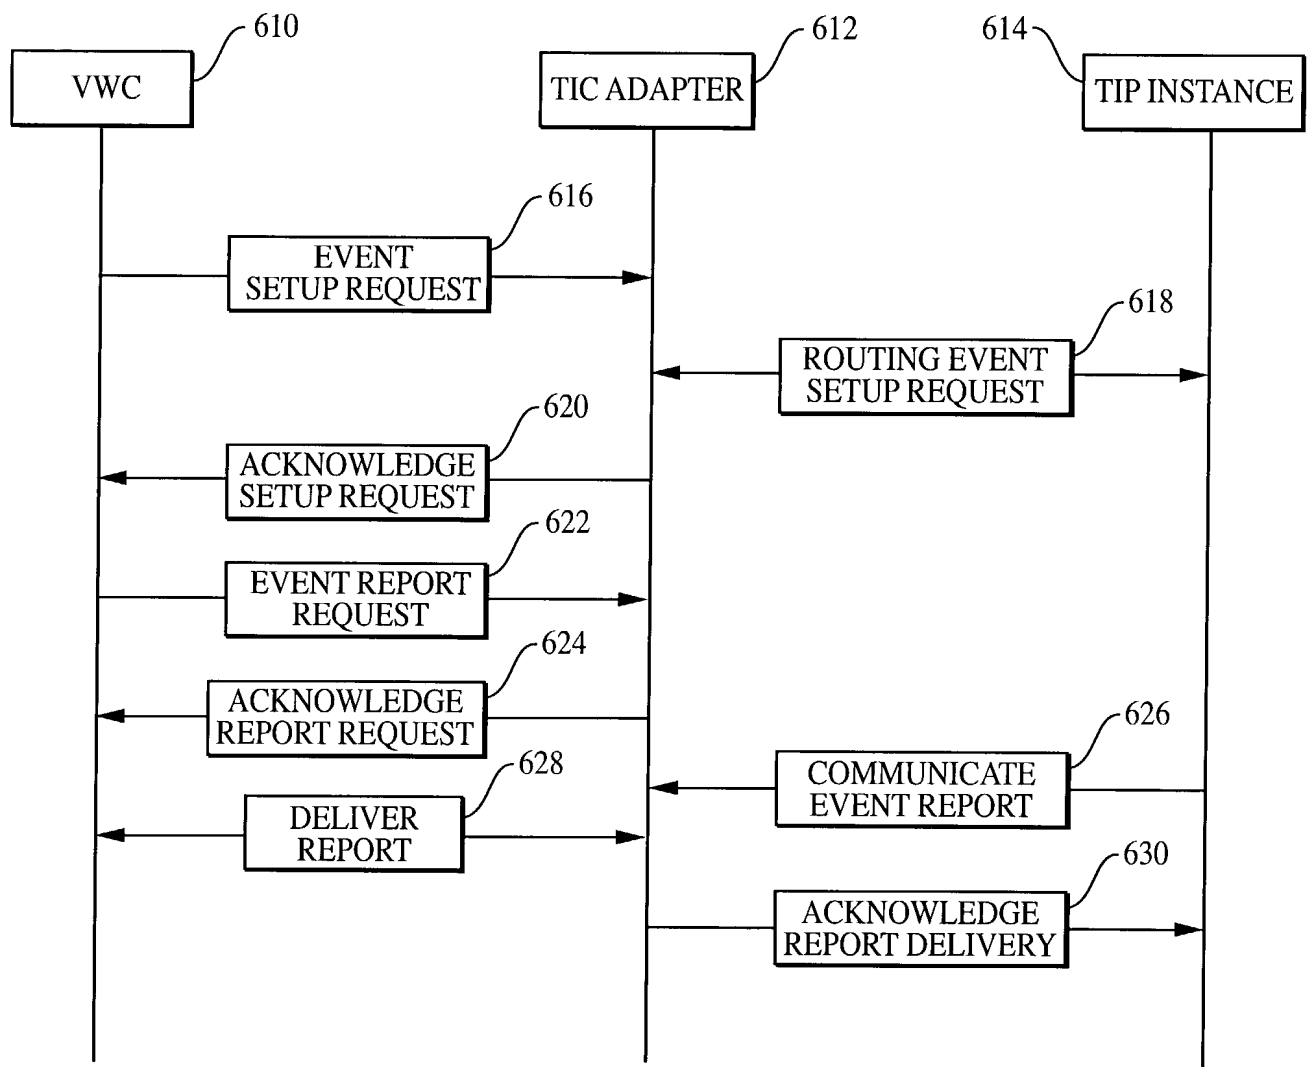 610
612
614
VWC
TIC ADAPTER
TIP INSTANCE
616
EVENT
SETUP REQUEST
618
ROUTING EVENT
SETUP REQUEST
620
ACKNOWLEDGE
SETUP REQUEST
622
EVENT REPORT
REQUEST
624
ACKNOWLEDGE
REPORT REQUEST
626
COMMUNICATE
EVENT REPORT
628
DELIVER
REPORT
630
ACKNOWLEDGE
REPORT DELIVERY